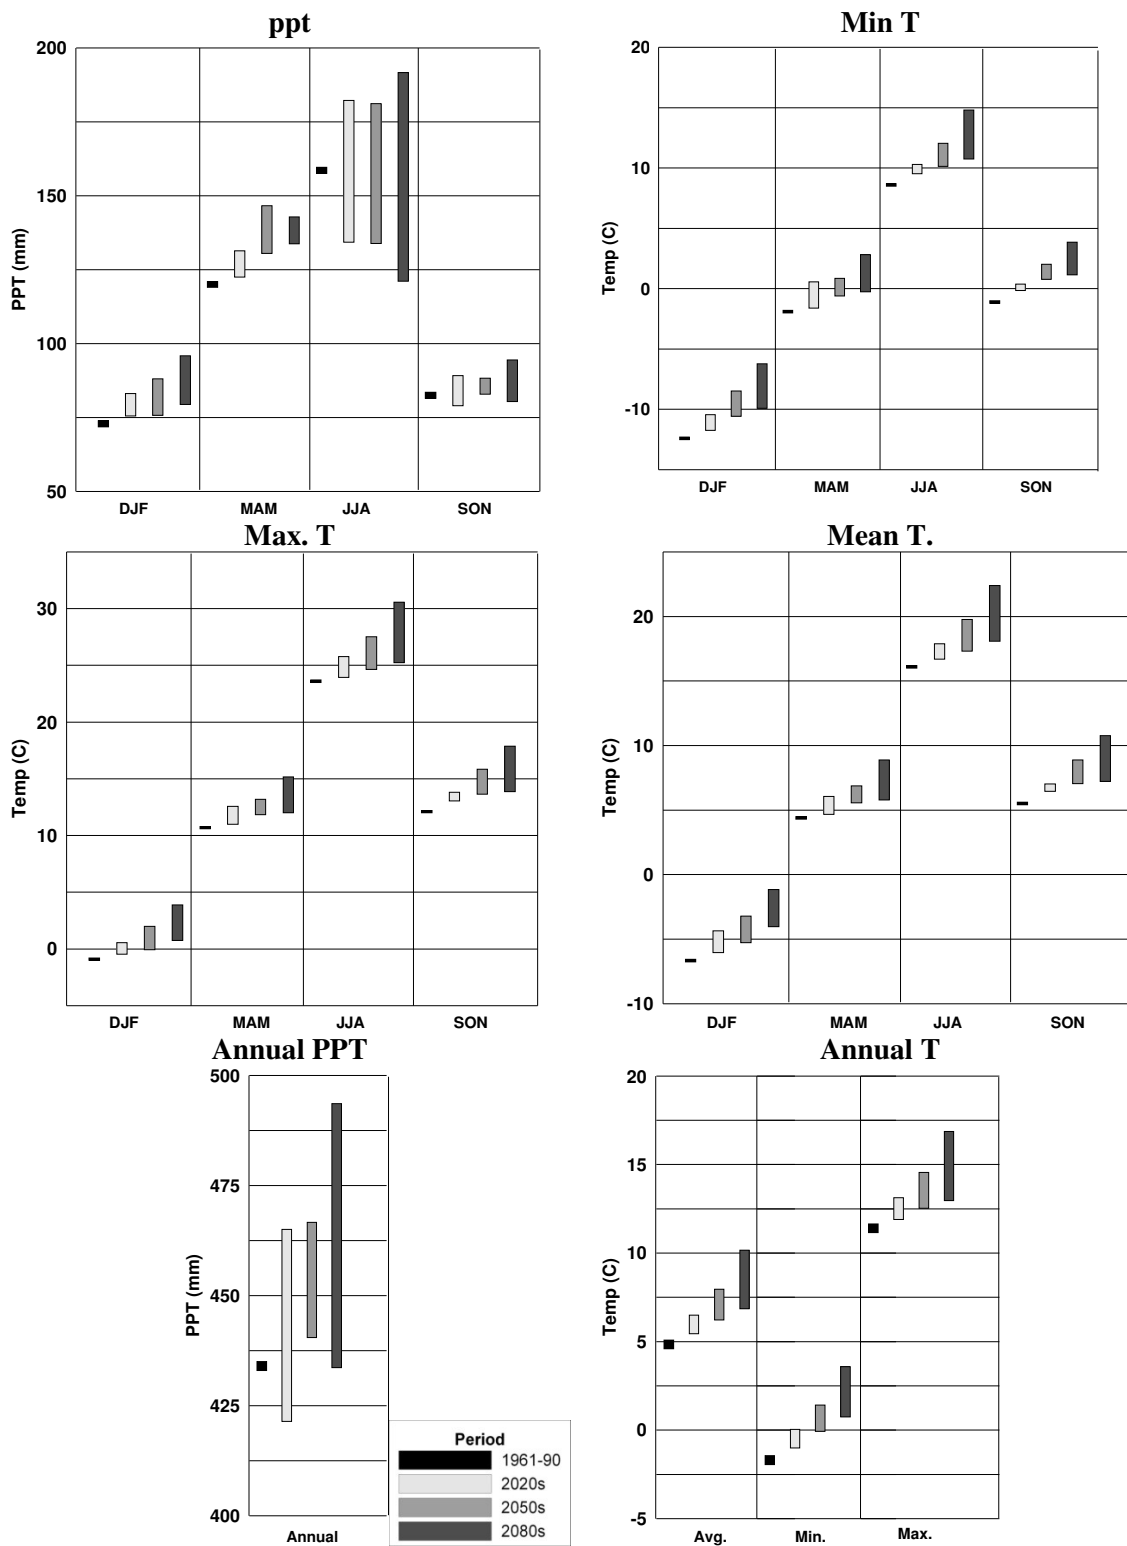 ppt
200
150
100
50
PPT (mm)
DJF MAM JJA SON
Min T
20
10
0
-10
Temp (C)
DJF MAM JJA SON
Max. T
30
20
10
0
Temp (C)
DJF MAM JJA SON
Mean T.
20
10
0
-10
Temp (C)
DJF MAM JJA SON
Annual PPT
500
475
450
425
400
PPT (mm)
Annual
Period
1961-90
2020s
2050s
2080s
Annual T
20
15
10
5
0
-5
Temp (C)
Avg. Min. Max.